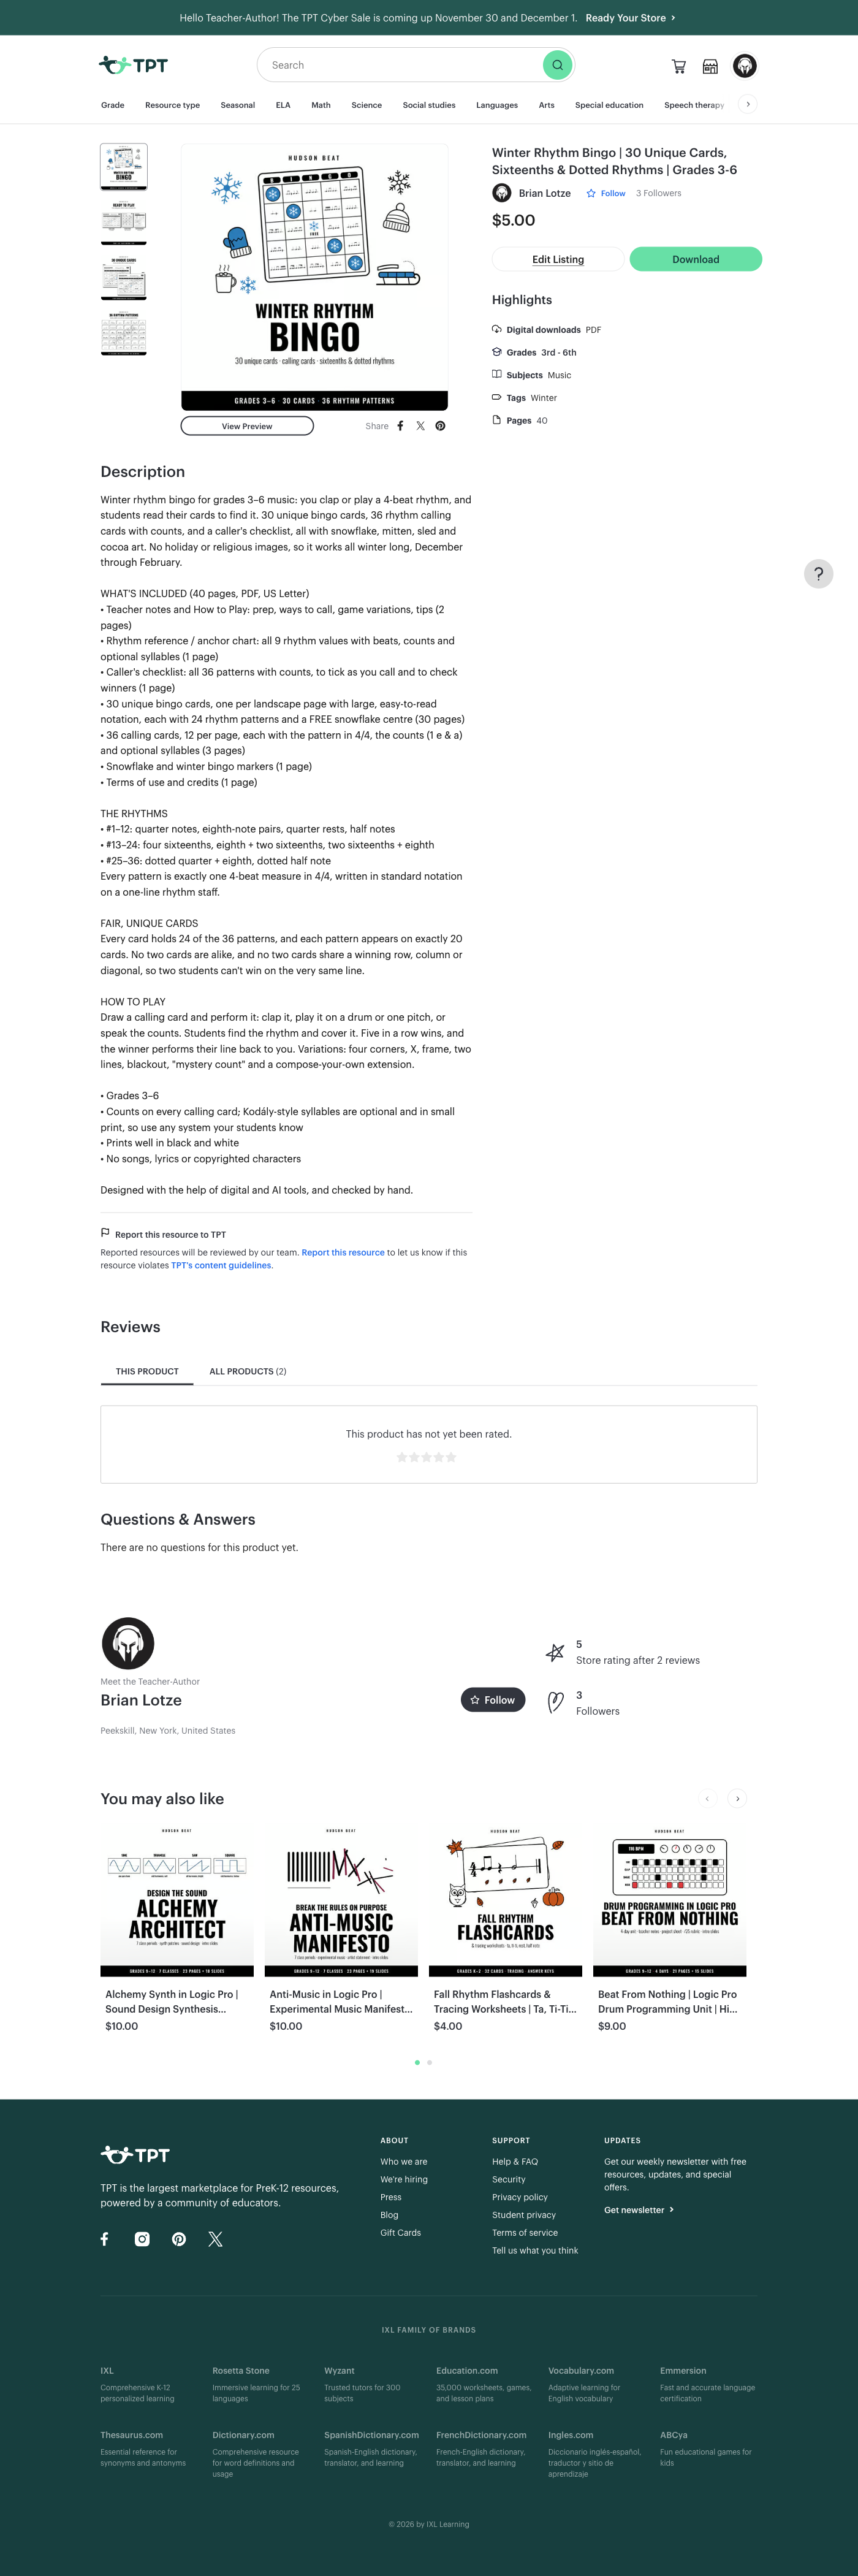 Hello Teacher-Author! The TPT Cyber Sale is coming up November 30 and December 1. Ready Your Store
TPT
Search
Grade Resource type Seasonal ELA Math Science Social studies Languages Arts Special education Speech therapy
HUDSON BEAT
FREE
WINTER RHYTHM
BINGO
30 unique cards · calling cards · sixteenths & dotted rhythms
GRADES 3–6 · 30 CARDS · 36 RHYTHM PATTERNS
View Preview
Share
Winter Rhythm Bingo | 30 Unique Cards,
Sixteenths & Dotted Rhythms | Grades 3-6
Brian Lotze Follow 3 Followers
$5.00
Edit Listing Download
Highlights
Digital downloads PDF
Grades 3rd - 6th
Subjects Music
Tags Winter
Pages 40
Description
Winter rhythm bingo for grades 3–6 music: you clap or play a 4-beat rhythm, and
students read their cards to find it. 30 unique bingo cards, 36 rhythm calling
cards with counts, and a caller's checklist, all with snowflake, mitten, sled and
cocoa art. No holiday or religious images, so it works all winter long, December
through February.
WHAT'S INCLUDED (40 pages, PDF, US Letter)
• Teacher notes and How to Play: prep, ways to call, game variations, tips (2
pages)
• Rhythm reference / anchor chart: all 9 rhythm values with beats, counts and
optional syllables (1 page)
• Caller's checklist: all 36 patterns with counts, to tick as you call and to check
winners (1 page)
• 30 unique bingo cards, one per landscape page with large, easy-to-read
notation, each with 24 rhythm patterns and a FREE snowflake centre (30 pages)
• 36 calling cards, 12 per page, each with the pattern in 4/4, the counts (1 e & a)
and optional syllables (3 pages)
• Snowflake and winter bingo markers (1 page)
• Terms of use and credits (1 page)
THE RHYTHMS
• #1–12: quarter notes, eighth-note pairs, quarter rests, half notes
• #13–24: four sixteenths, eighth + two sixteenths, two sixteenths + eighth
• #25–36: dotted quarter + eighth, dotted half note
Every pattern is exactly one 4-beat measure in 4/4, written in standard notation
on a one-line rhythm staff.
FAIR, UNIQUE CARDS
Every card holds 24 of the 36 patterns, and each pattern appears on exactly 20
cards. No two cards are alike, and no two cards share a winning row, column or
diagonal, so two students can't win on the very same line.
HOW TO PLAY
Draw a calling card and perform it: clap it, play it on a drum or one pitch, or
speak the counts. Students find the rhythm and cover it. Five in a row wins, and
the winner performs their line back to you. Variations: four corners, X, frame, two
lines, blackout, "mystery count" and a compose-your-own extension.
• Grades 3–6
• Counts on every calling card; Kodály-style syllables are optional and in small
print, so use any system your students know
• Prints well in black and white
• No songs, lyrics or copyrighted characters
Designed with the help of digital and AI tools, and checked by hand.
Report this resource to TPT
Reported resources will be reviewed by our team. Report this resource to let us know if this
resource violates TPT's content guidelines.
Reviews
THIS PRODUCT ALL PRODUCTS (2)
This product has not yet been rated.
Questions & Answers
There are no questions for this product yet.
Meet the Teacher-Author
Brian Lotze
Peekskill, New York, United States
Follow
5
Store rating after 2 reviews
3
Followers
You may also like
HUDSON BEAT
DESIGN THE SOUND
ALCHEMY
ARCHITECT
Alchemy Synth in Logic Pro |
Sound Design Synthesis...
$10.00
HUDSON BEAT
BREAK THE RULES ON PURPOSE
ANTI-MUSIC
MANIFESTO
Anti-Music in Logic Pro |
Experimental Music Manifest...
$10.00
HUDSON BEAT
FALL RHYTHM
FLASHCARDS
Fall Rhythm Flashcards &
Tracing Worksheets | Ta, Ti-Ti...
$4.00
HUDSON BEAT
DRUM PROGRAMMING IN LOGIC PRO
BEAT FROM NOTHING
Beat From Nothing | Logic Pro
Drum Programming Unit | Hi...
$9.00
TPT
TPT is the largest marketplace for PreK-12 resources,
powered by a community of educators.
ABOUT
Who we are
We're hiring
Press
Blog
Gift Cards
SUPPORT
Help & FAQ
Security
Privacy policy
Student privacy
Terms of service
Tell us what you think
UPDATES
Get our weekly newsletter with free
resources, updates, and special
offers.
Get newsletter
IXL FAMILY OF BRANDS
IXL
Comprehensive K-12
personalized learning
Rosetta Stone
Immersive learning for 25
languages
Wyzant
Trusted tutors for 300
subjects
Education.com
35,000 worksheets, games,
and lesson plans
Vocabulary.com
Adaptive learning for
English vocabulary
Emmersion
Fast and accurate language
certification
Thesaurus.com
Essential reference for
synonyms and antonyms
Dictionary.com
Comprehensive resource
for word definitions and
usage
SpanishDictionary.com
Spanish-English dictionary,
translator, and learning
FrenchDictionary.com
French-English dictionary,
translator, and learning
Ingles.com
Diccionario inglés-español,
traductor y sitio de
aprendizaje
ABCya
Fun educational games for
kids
© 2026 by IXL Learning